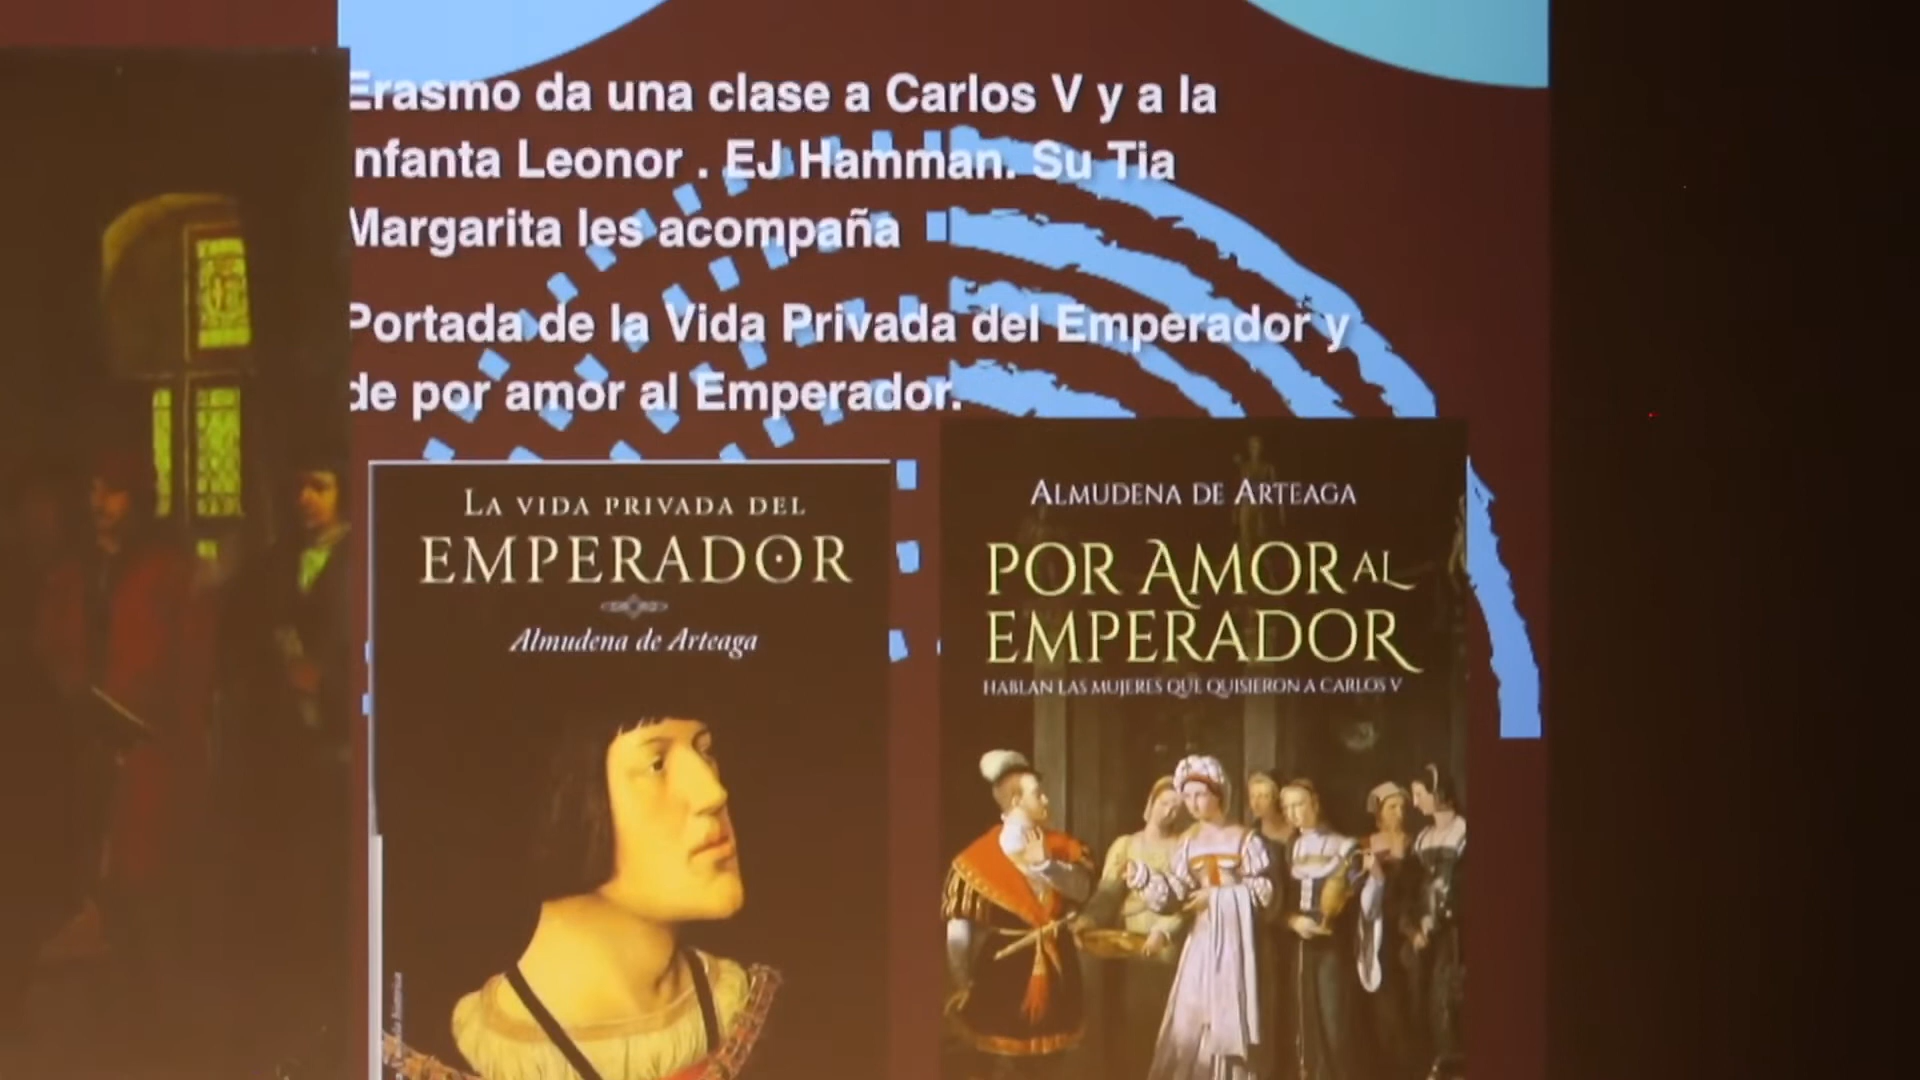 Erasmo da una clase a Carlos V y a la
nfanta Leonor . EJ Hamman. Su Tia
Margarita les acompaña
Portada de la Vida Privada del Emperador y
de por amor al Emperador.
LA VIDA PRIVADA DEL
EMPERADOR
Almudena de Arteaga
ALMUDENA DE ARTEAGA
POR AMOR AL
EMPERADOR
HABLAN LAS MUJERES QUE QUISIERON A CARLOS V